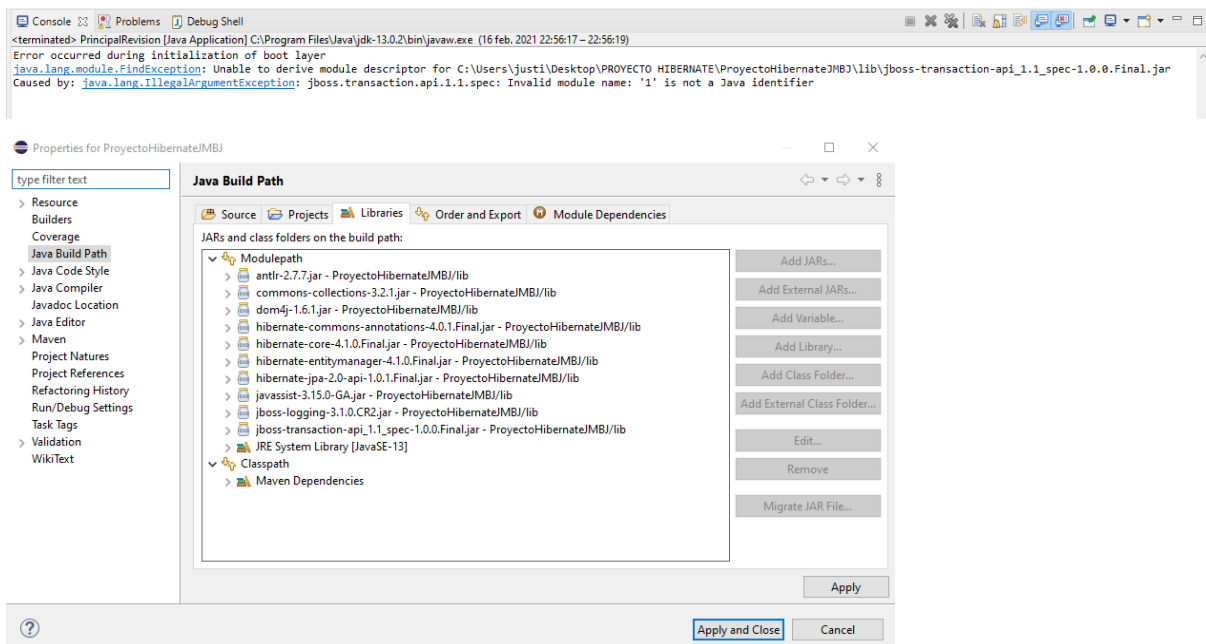 Console Problems Debug Shell
<terminated> PrincipalRevision [Java Application] C:\Program Files\Java\jdk-13.0.2\bin\javaw.exe (16 feb. 2021 22:56:17 – 22:56:19)
Error occurred during initialization of boot layer
java.lang.module.FindException: Unable to derive module descriptor for C:\Users\justi\Desktop\PROYECTO HIBERNATE\ProyectoHibernateJMBJ\lib\jboss-transaction-api_1.1_spec-1.0.0.Final.jar
Caused by: java.lang.IllegalArgumentException: jboss.transaction.api.1.1.spec: Invalid module name: '1' is not a Java identifier
Properties for ProyectoHibernateJMBJ
type filter text
Resource
Builders
Coverage
Java Build Path
Java Code Style
Java Compiler
Javadoc Location
Java Editor
Maven
Project Natures
Project References
Refactoring History
Run/Debug Settings
Task Tags
Validation
WikiText
Java Build Path
Source Projects Libraries Order and Export Module Dependencies
JARs and class folders on the build path:
Modulepath
antlr-2.7.7.jar - ProyectoHibernateJMBJ/lib
commons-collections-3.2.1.jar - ProyectoHibernateJMBJ/lib
dom4j-1.6.1.jar - ProyectoHibernateJMBJ/lib
hibernate-commons-annotations-4.0.1.Final.jar - ProyectoHibernateJMBJ/lib
hibernate-core-4.1.0.Final.jar - ProyectoHibernateJMBJ/lib
hibernate-entitymanager-4.1.0.Final.jar - ProyectoHibernateJMBJ/lib
hibernate-jpa-2.0-api-1.0.1.Final.jar - ProyectoHibernateJMBJ/lib
javassist-3.15.0-GA.jar - ProyectoHibernateJMBJ/lib
jboss-logging-3.1.0.CR2.jar - ProyectoHibernateJMBJ/lib
jboss-transaction-api_1.1_spec-1.0.0.Final.jar - ProyectoHibernateJMBJ/lib
JRE System Library [JavaSE-13]
Classpath
Maven Dependencies
Add JARs...
Add External JARs...
Add Variable...
Add Library...
Add Class Folder...
Add External Class Folder...
Edit...
Remove
Migrate JAR File...
Apply
Apply and Close Cancel